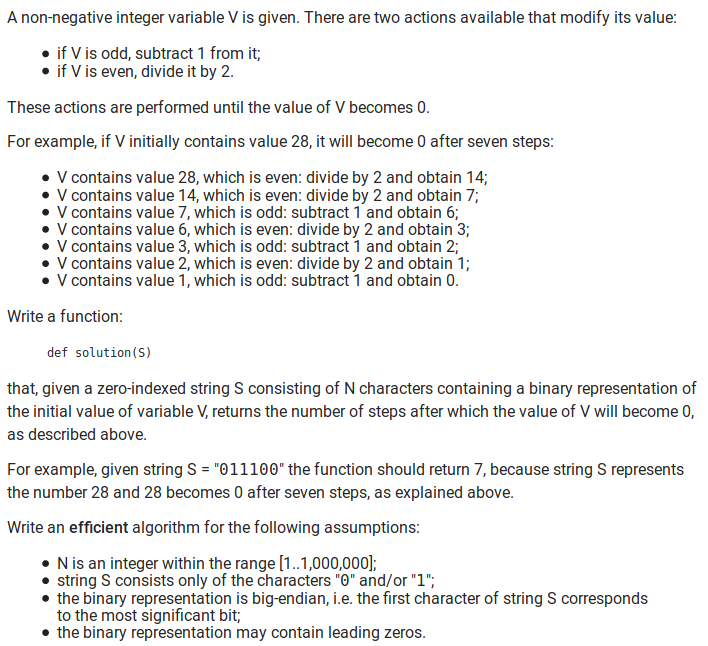 A non-negative integer variable V is given. There are two actions available that modify its value:
• if V is odd, subtract 1 from it;
• if V is even, divide it by 2.
These actions are performed until the value of V becomes 0.
For example, if V initially contains value 28, it will become 0 after seven steps:
• V contains value 28, which is even: divide by 2 and obtain 14;
• V contains value 14, which is even: divide by 2 and obtain 7;
• V contains value 7, which is odd: subtract 1 and obtain 6;
• V contains value 6, which is even: divide by 2 and obtain 3;
• V contains value 3, which is odd: subtract 1 and obtain 2;
• V contains value 2, which is even: divide by 2 and obtain 1;
• V contains value 1, which is odd: subtract 1 and obtain 0.
Write a function:
def solution(S)
that, given a zero-indexed string S consisting of N characters containing a binary representation of
the initial value of variable V, returns the number of steps after which the value of V will become 0,
as described above.
For example, given string S = "011100" the function should return 7, because string S represents
the number 28 and 28 becomes 0 after seven steps, as explained above.
Write an efficient algorithm for the following assumptions:
• N is an integer within the range [1..1,000,000];
• string S consists only of the characters "0" and/or "1";
• the binary representation is big-endian, i.e. the first character of string S corresponds
to the most significant bit;
• the binary representation may contain leading zeros.